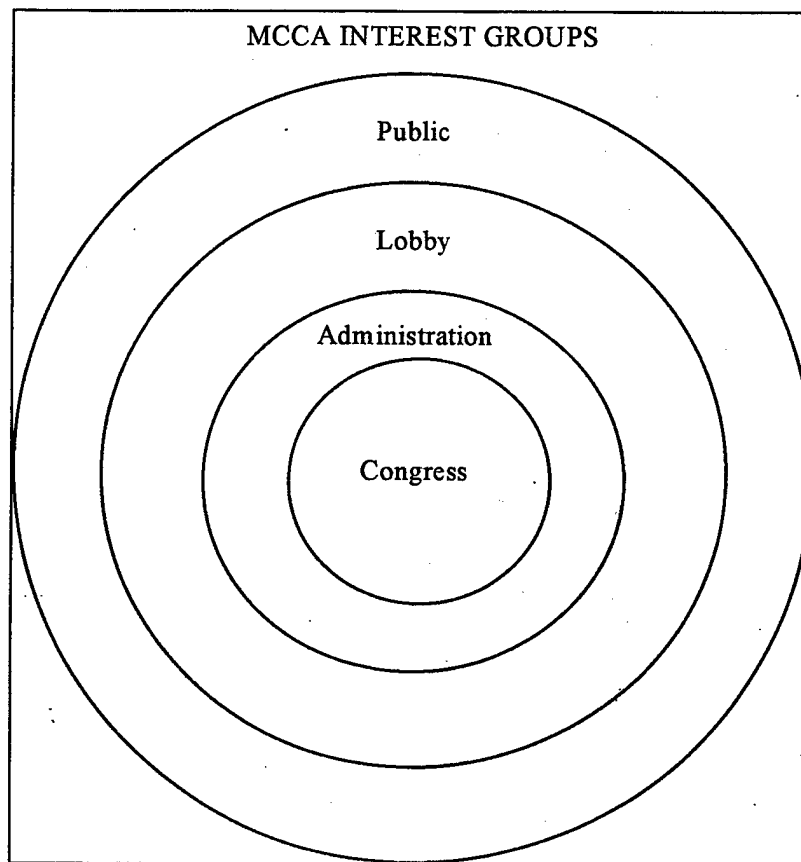 MCCA INTEREST GROUPS
Public
Lobby
Administration
Congress